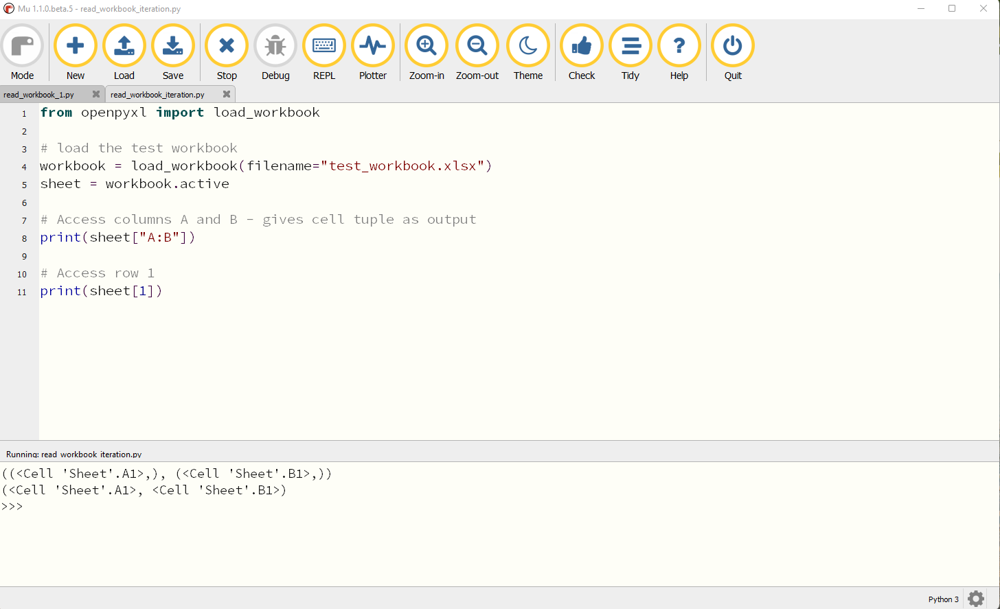 Mu 1.1.0.beta.5 - read_workbook_iteration.py
Mode New Load Save Stop Debug REPL Plotter Zoom-in Zoom-out Theme Check Tidy Help Quit
read_workbook_1.py read_workbook_iteration.py
1 from openpyxl import load_workbook
2
3 # load the test workbook
4 workbook = load_workbook(filename="test_workbook.xlsx")
5 sheet = workbook.active
6
7 # Access columns A and B - gives cell tuple as output
8 print(sheet["A:B"])
9
10 # Access row 1
11 print(sheet[1])
Running: read_workbook_iteration.py
((<Cell 'Sheet'.A1>,), (<Cell 'Sheet'.B1>,))
(<Cell 'Sheet'.A1>, <Cell 'Sheet'.B1>)
>>>
Python 3